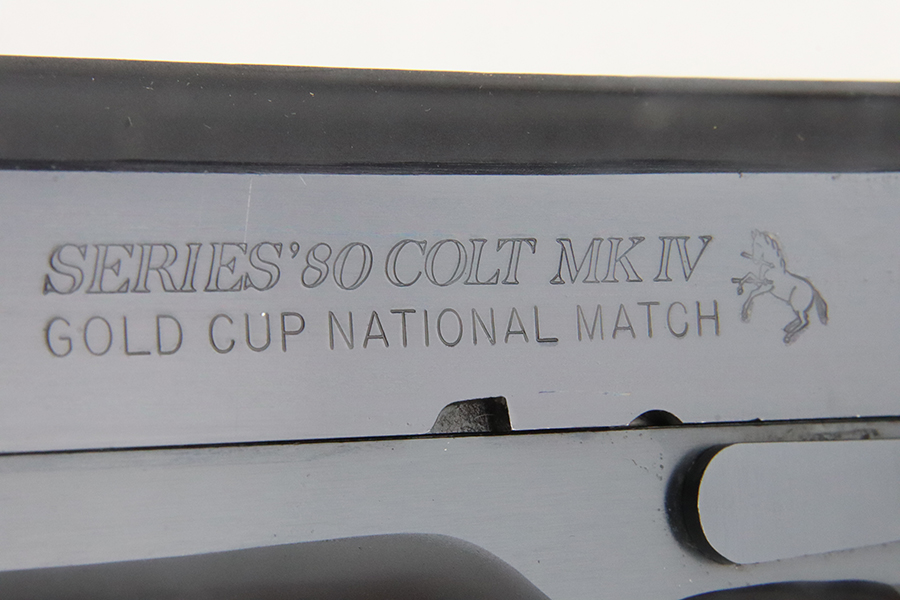 SERIES'80 COLT MK IV
GOLD CUP NATIONAL MATCH